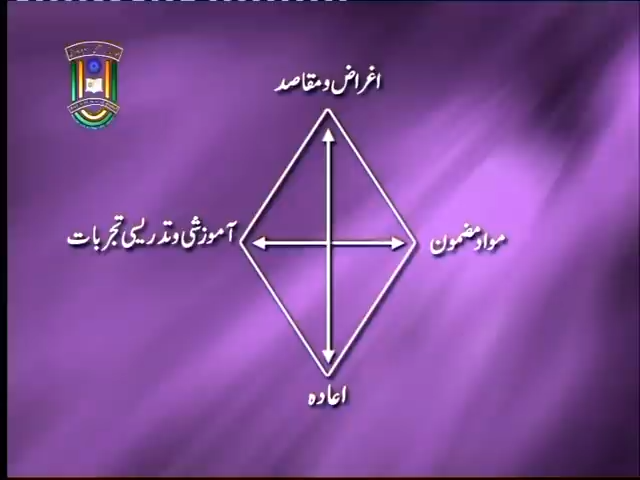 اغراض و مقاصد
مواد مضمون
آموزشی و تدریسی تجربات
اعادہ